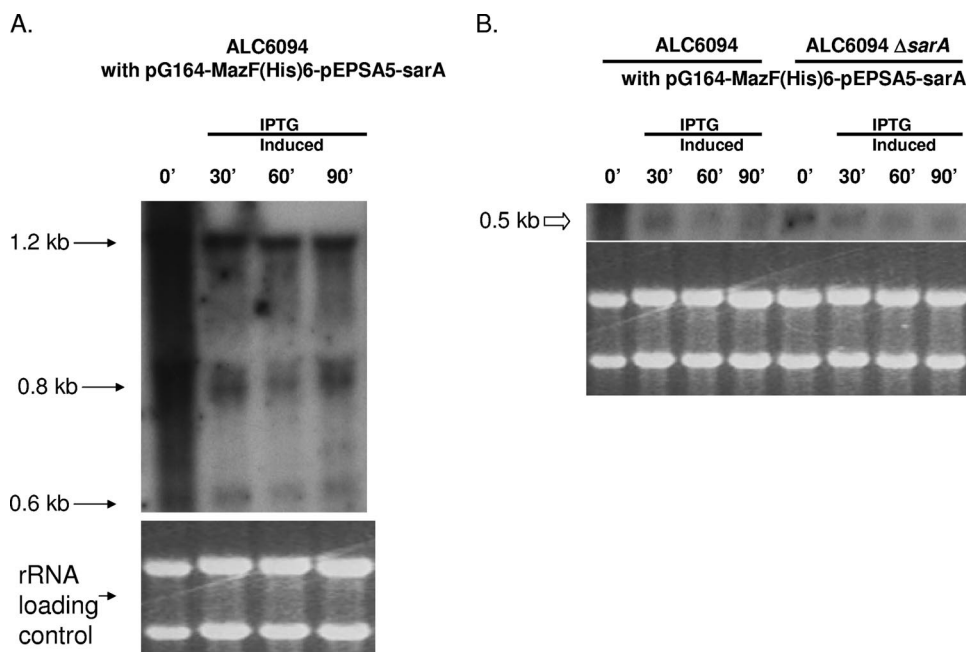 A.
ALC6094
with pG164-MazF(His)6-pEPSA5-sarA
IPTG
Induced
0’ 30’ 60’ 90’
1.2 kb
0.8 kb
0.6 kb
rRNA
loading
control
B.
ALC6094 ALC6094 ΔsarA
with pG164-MazF(His)6-pEPSA5-sarA
IPTG IPTG
Induced Induced
0’ 30’ 60’ 90’ 0’ 30’ 60’ 90’
0.5 kb